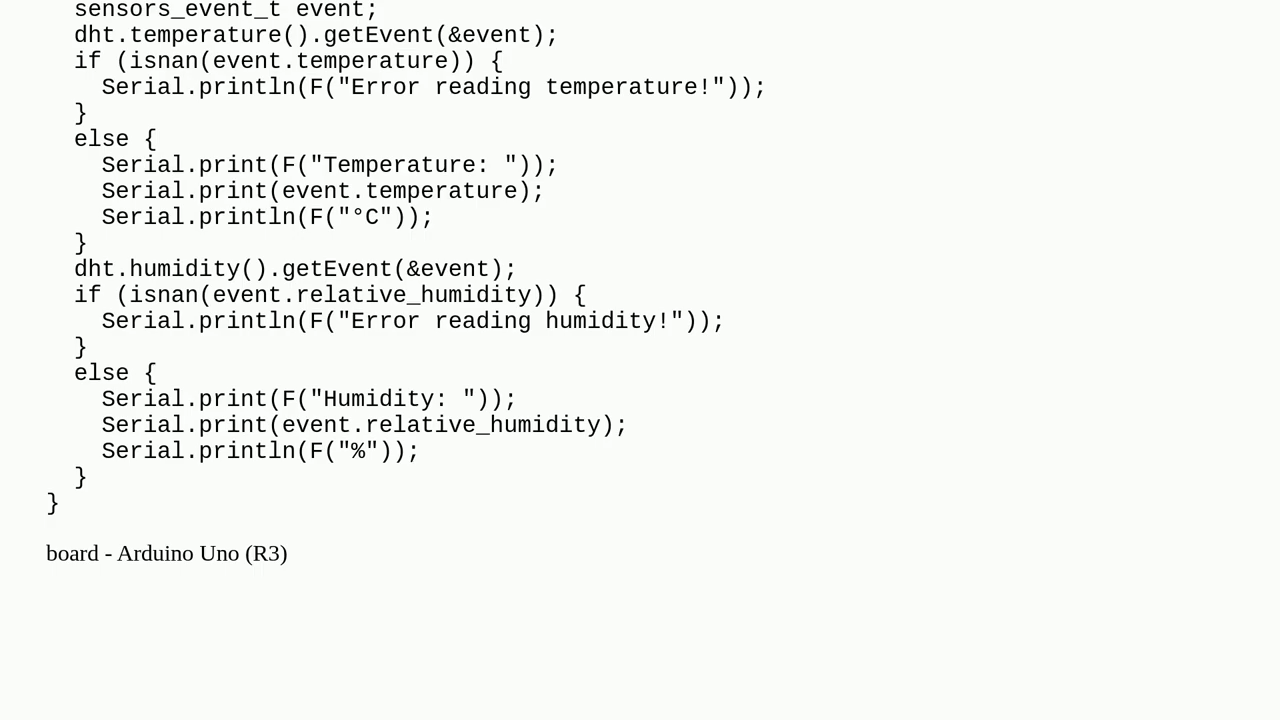 sensors_event_t event;
dht.temperature().getEvent(&event);
if (isnan(event.temperature)) {
Serial.println(F("Error reading temperature!"));
}
else {
Serial.print(F("Temperature: "));
Serial.print(event.temperature);
Serial.println(F("°C"));
}
dht.humidity().getEvent(&event);
if (isnan(event.relative_humidity)) {
Serial.println(F("Error reading humidity!"));
}
else {
Serial.print(F("Humidity: "));
Serial.print(event.relative_humidity);
Serial.println(F("%"));
}
}
board - Arduino Uno (R3)